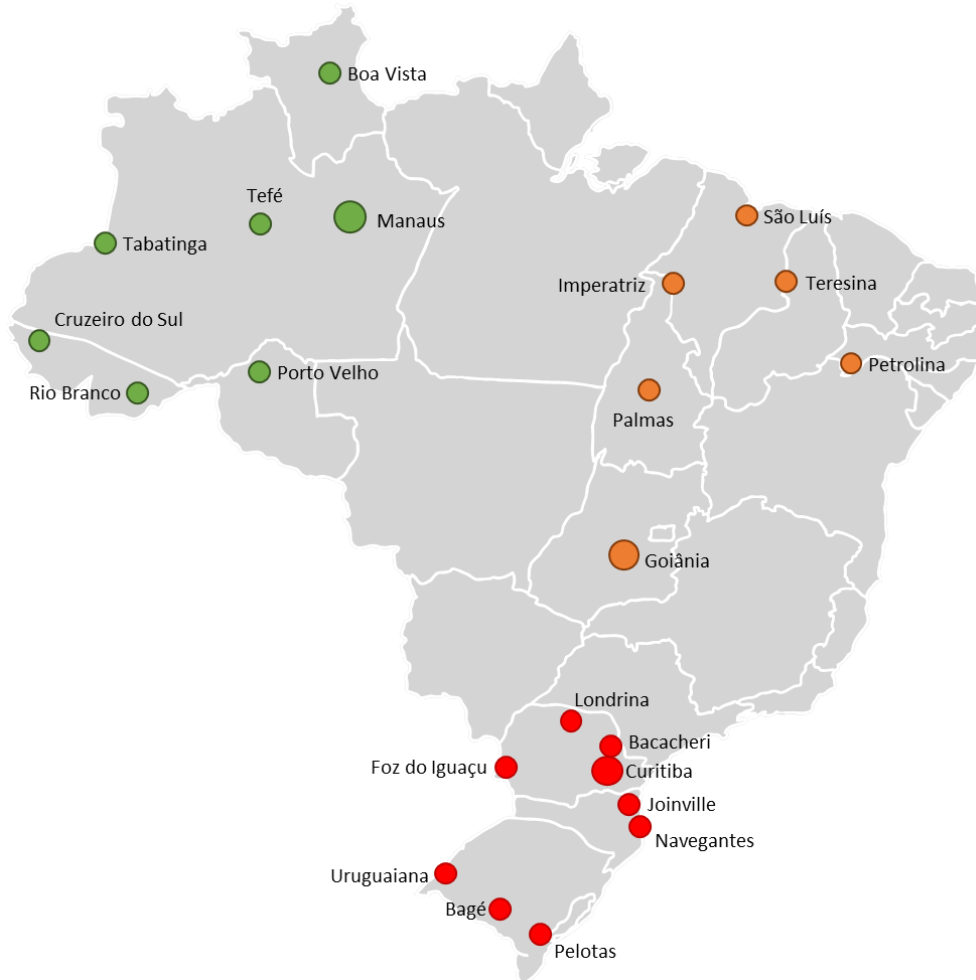 Boa Vista
Tefé
Manaus
São Luís
Tabatinga
Imperatriz
Teresina
Cruzeiro do Sul
Porto Velho
Petrolina
Rio Branco
Palmas
Goiânia
Londrina
Bacacheri
Foz do Iguaçu
Curitiba
Joinville
Navegantes
Uruguaiana
Bagé
Pelotas